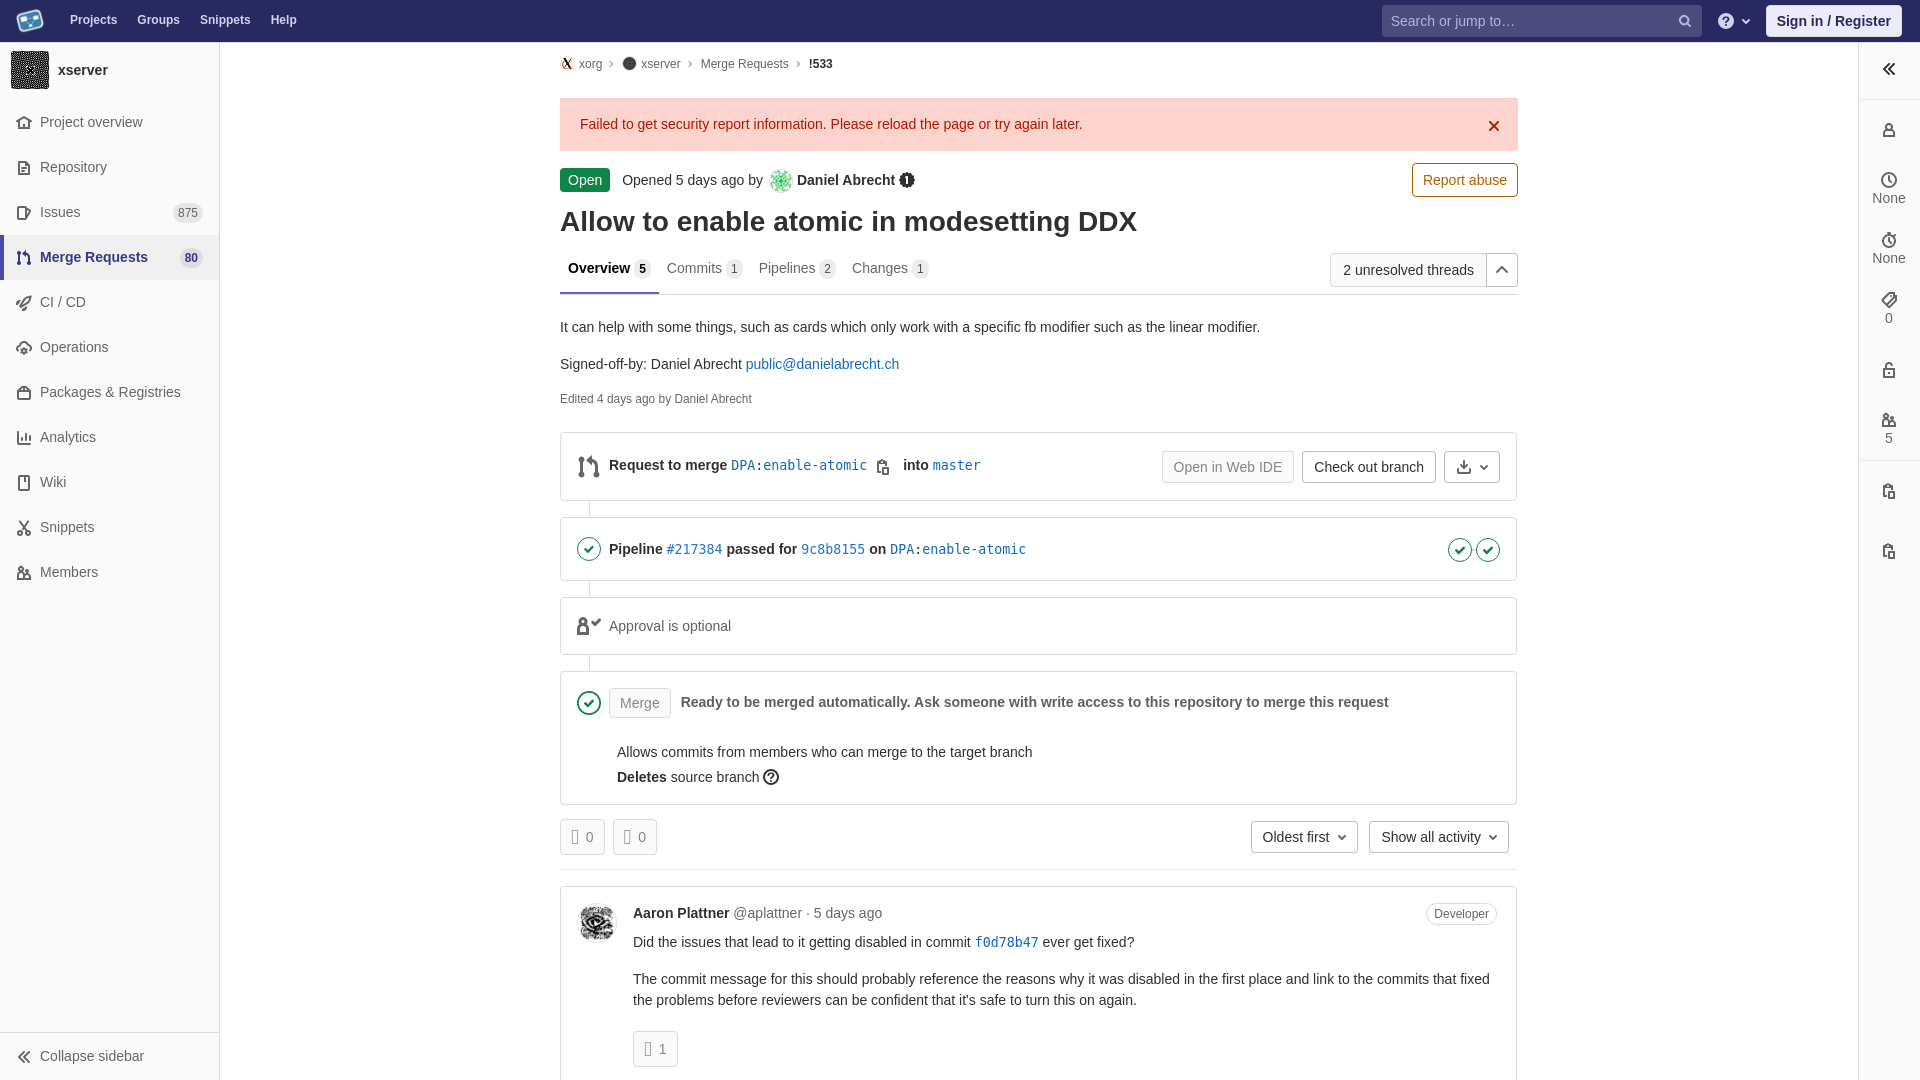 Projects Groups Snippets Help
Search or jump to…
Sign in / Register
xserver
Project overview
Repository
Issues 875
Merge Requests 80
CI / CD
Operations
Packages & Registries
Analytics
Wiki
Snippets
Members
Collapse sidebar
xorg xserver Merge Requests !533
Failed to get security report information. Please reload the page or try again later.
Open Opened 5 days ago by Daniel Abrecht
Report abuse
Allow to enable atomic in modesetting DDX
Overview 5 Commits 1 Pipelines 2 Changes 1
2 unresolved threads
It can help with some things, such as cards which only work with a specific fb modifier such as the linear modifier.
Signed-off-by: Daniel Abrecht public@danielabrecht.ch
Edited 4 days ago by Daniel Abrecht
Request to merge DPA:enable-atomic into master
Open in Web IDE Check out branch
Pipeline #217384 passed for 9c8b8155 on DPA:enable-atomic
Approval is optional
Merge Ready to be merged automatically. Ask someone with write access to this repository to merge this request
Allows commits from members who can merge to the target branch
Deletes source branch
0 0
Oldest first Show all activity
Aaron Plattner @aplattner · 5 days ago
Developer
Did the issues that lead to it getting disabled in commit f0d78b47 ever get fixed?
The commit message for this should probably reference the reasons why it was disabled in the first place and link to the commits that fixed
the problems before reviewers can be confident that it's safe to turn this on again.
1
None
None
0
5